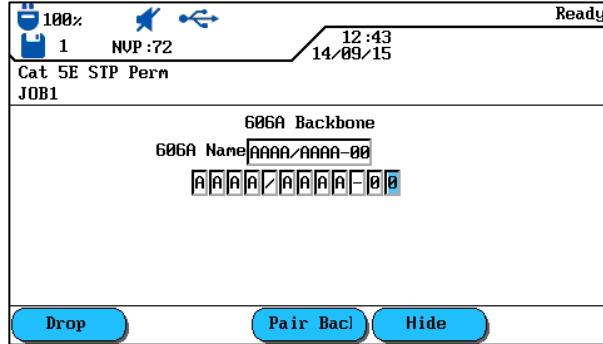 100% Ready
1 NVP:72 12:43
14/09/15
Cat 5E STP Perm
JOB1
606A Backbone
606A Name AAAA/AAAA-00
AAAA/AAAA-00
Drop Pair Bacl Hide